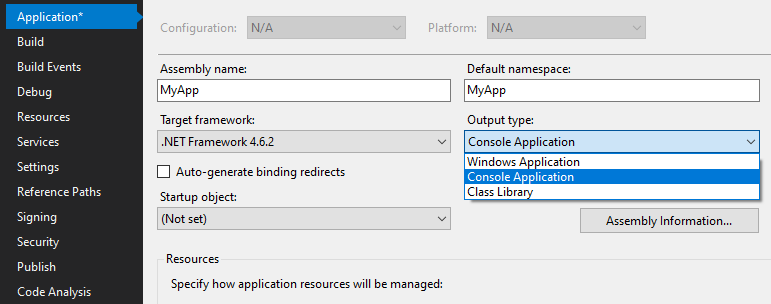 Application*
Build
Build Events
Debug
Resources
Services
Settings
Reference Paths
Signing
Security
Publish
Code Analysis
Configuration: N/A Platform: N/A
Assembly name: Default namespace:
MyApp MyApp
Target framework: Output type:
.NET Framework 4.6.2 Console Application
Windows Application
Console Application
Class Library
Auto-generate binding redirects
Startup object:
(Not set) Assembly Information...
Resources
Specify how application resources will be managed: